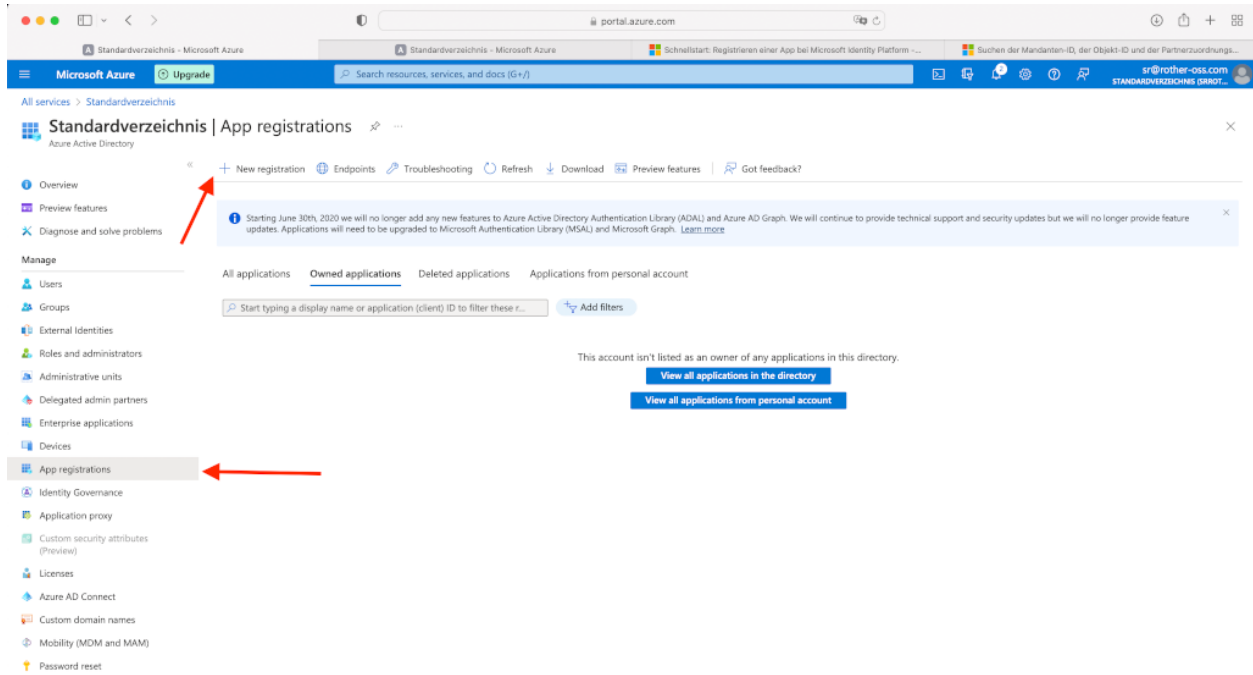 portal.azure.com
Standardverzeichnis - Microsoft Azure
Standardverzeichnis - Microsoft Azure
Schnellstart: Registrieren einer App bei Microsoft Identity Platform -...
Suchen der Mandanten-ID, der Objekt-ID und der Partnerzuordnungs...
Microsoft Azure
Upgrade
Search resources, services, and docs (G+/)
2
sr@rother-oss.com
STANDARDVERZEICHNIS (SRROT...
All services > Standardverzeichnis
Standardverzeichnis | App registrations
Azure Active Directory
New registration
Endpoints
Troubleshooting
Refresh
Download
Preview features
Got feedback?
Overview
Preview features
Diagnose and solve problems
Starting June 30th, 2020 we will no longer add any new features to Azure Active Directory Authentication Library (ADAL) and Azure AD Graph. We will continue to provide technical support and security updates but we will no longer provide feature
updates. Applications will need to be upgraded to Microsoft Authentication Library (MSAL) and Microsoft Graph. Learn more
Manage
Users
Groups
External Identities
Roles and administrators
Administrative units
Delegated admin partners
Enterprise applications
Devices
App registrations
Identity Governance
Application proxy
Custom security attributes
(Preview)
Licenses
Azure AD Connect
Custom domain names
Mobility (MDM and MAM)
Password reset
All applications
Owned applications
Deleted applications
Applications from personal account
Start typing a display name or application (client) ID to filter these r...
Add filters
This account isn't listed as an owner of any applications in this directory.
View all applications in the directory
View all applications from personal account